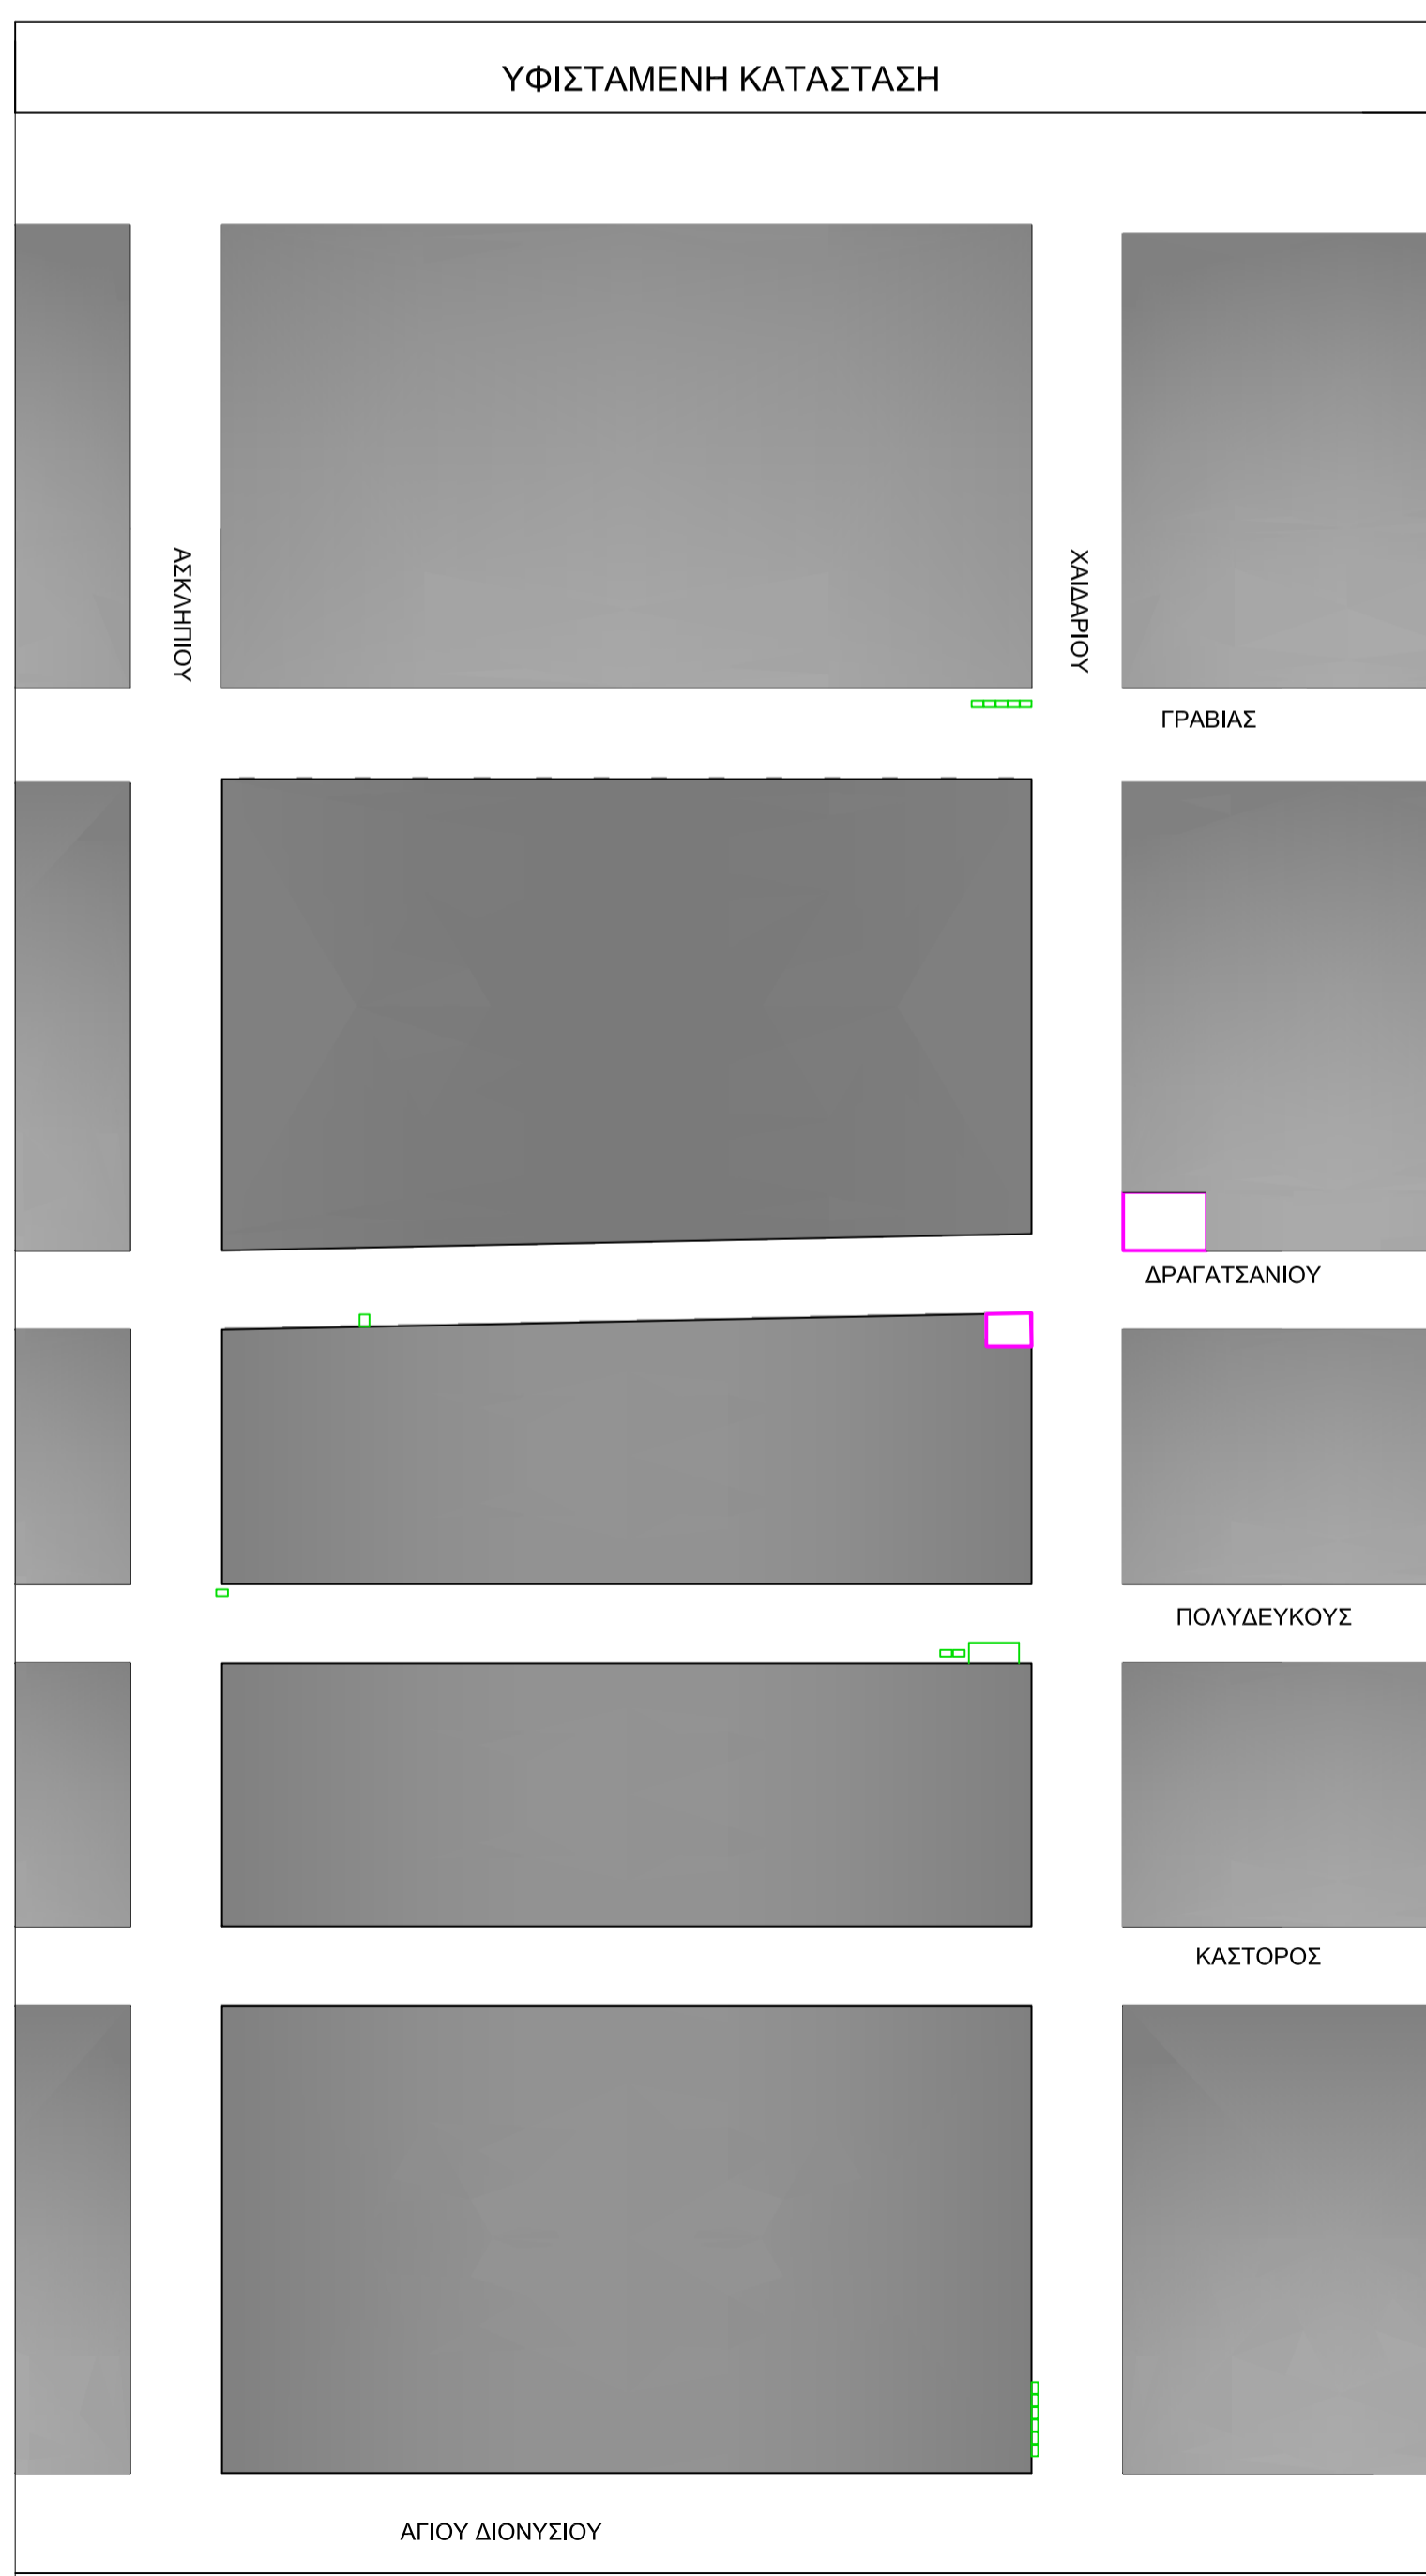 ΥΦΙΣΤΑΜΕΝΗ ΚΑΤΑΣΤΑΣΗ
ΑΣΚΛΗΠΙΟΥ
ΧΑΙΔΑΡΙΟΥ
ΓΡΑΒΙΑΣ
ΔΡΑΓΑΤΣΑΝΙΟΥ
ΠΟΛΥΔΕΥΚΟΥΣ
ΚΑΣΤΟΡΟΣ
ΑΓΙΟΥ ΔΙΟΝΥΣΙΟΥ